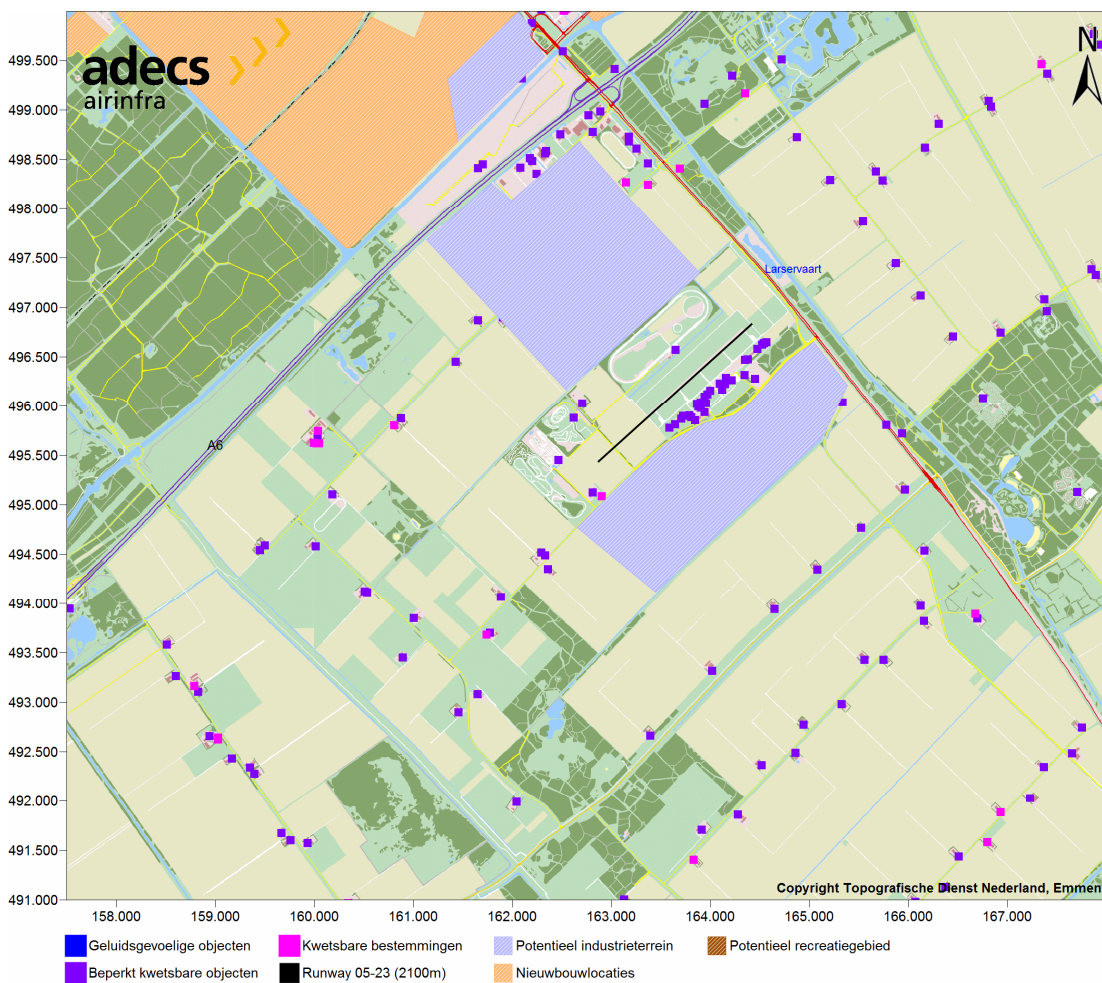 adecs
airinfra
N
499.500
499.000
498.500
498.000
497.500
Larservaart
497.000
496.500
496.000
A6
495.500
495.000
494.500
494.000
493.500
493.000
492.500
492.000
491.500
491.000
Copyright Topografische Dienst Nederland, Emmen
158.000 159.000 160.000 161.000 162.000 163.000 164.000 165.000 166.000 167.000
Geluidsgevoelige objecten Kwetsbare bestemmingen Potentieel industrieterrein Potentieel recreatiegebied
Beperkt kwetsbare objecten Runway 05-23 (2100m) Nieuwbouwlocaties